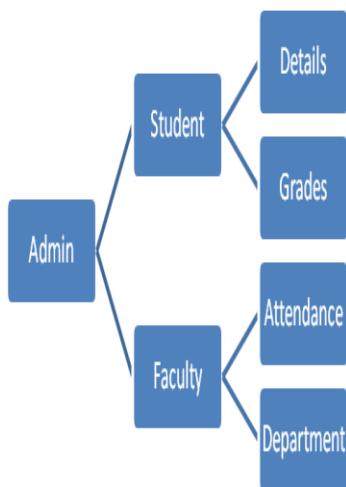 Details
Student
Grades
Admin
Attendance
Faculty
Department